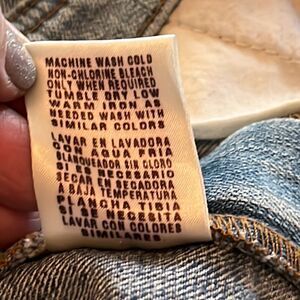 MACHINE WASH COLD
NON-CHLORINE BLEACH
ONLY WHEN REQUIRED
TUMBLE DRY LOW
WARM IRON AS
NEEDED WASH WITH
SIMILAR COLORS
LAVAR EN LAVADORA
CON AGUA FRIA
BLANQUEADOR SIN CLORO
SI ES NECESARIO
SECAR EN SECADORA
A BAJA TEMPERATURA
PLANCHA TIBIA
SI SE NECESITA
LAVAR CON COLORES
SIMILARES